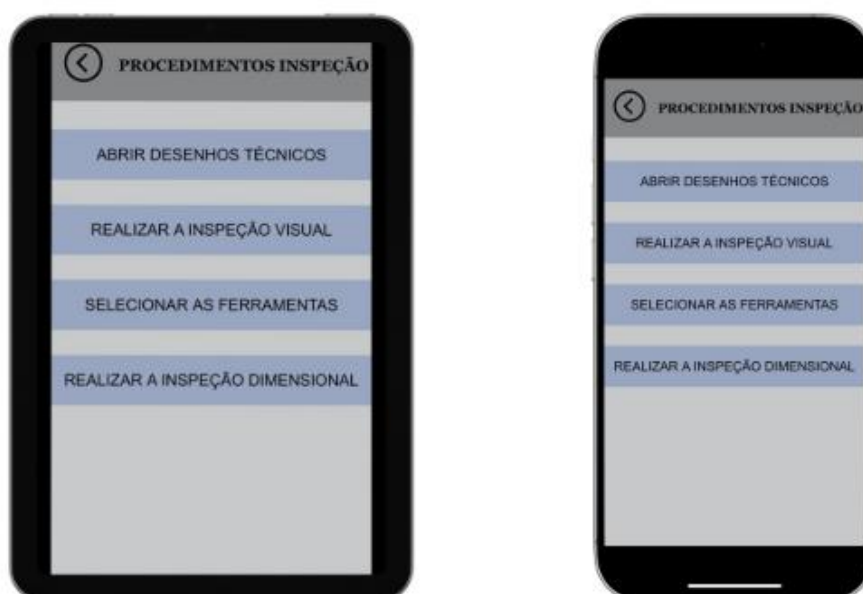 PROCEDIMENTOS INSPEÇÃO
ABRIR DESENHOS TÉCNICOS
REALIZAR A INSPEÇÃO VISUAL
SELECIONAR AS FERRAMENTAS
REALIZAR A INSPEÇÃO DIMENSIONAL
PROCEDIMENTOS INSPEÇÃO
ABRIR DESENHOS TÉCNICOS
REALIZAR A INSPEÇÃO VISUAL
SELECIONAR AS FERRAMENTAS
REALIZAR A INSPEÇÃO DIMENSIONAL